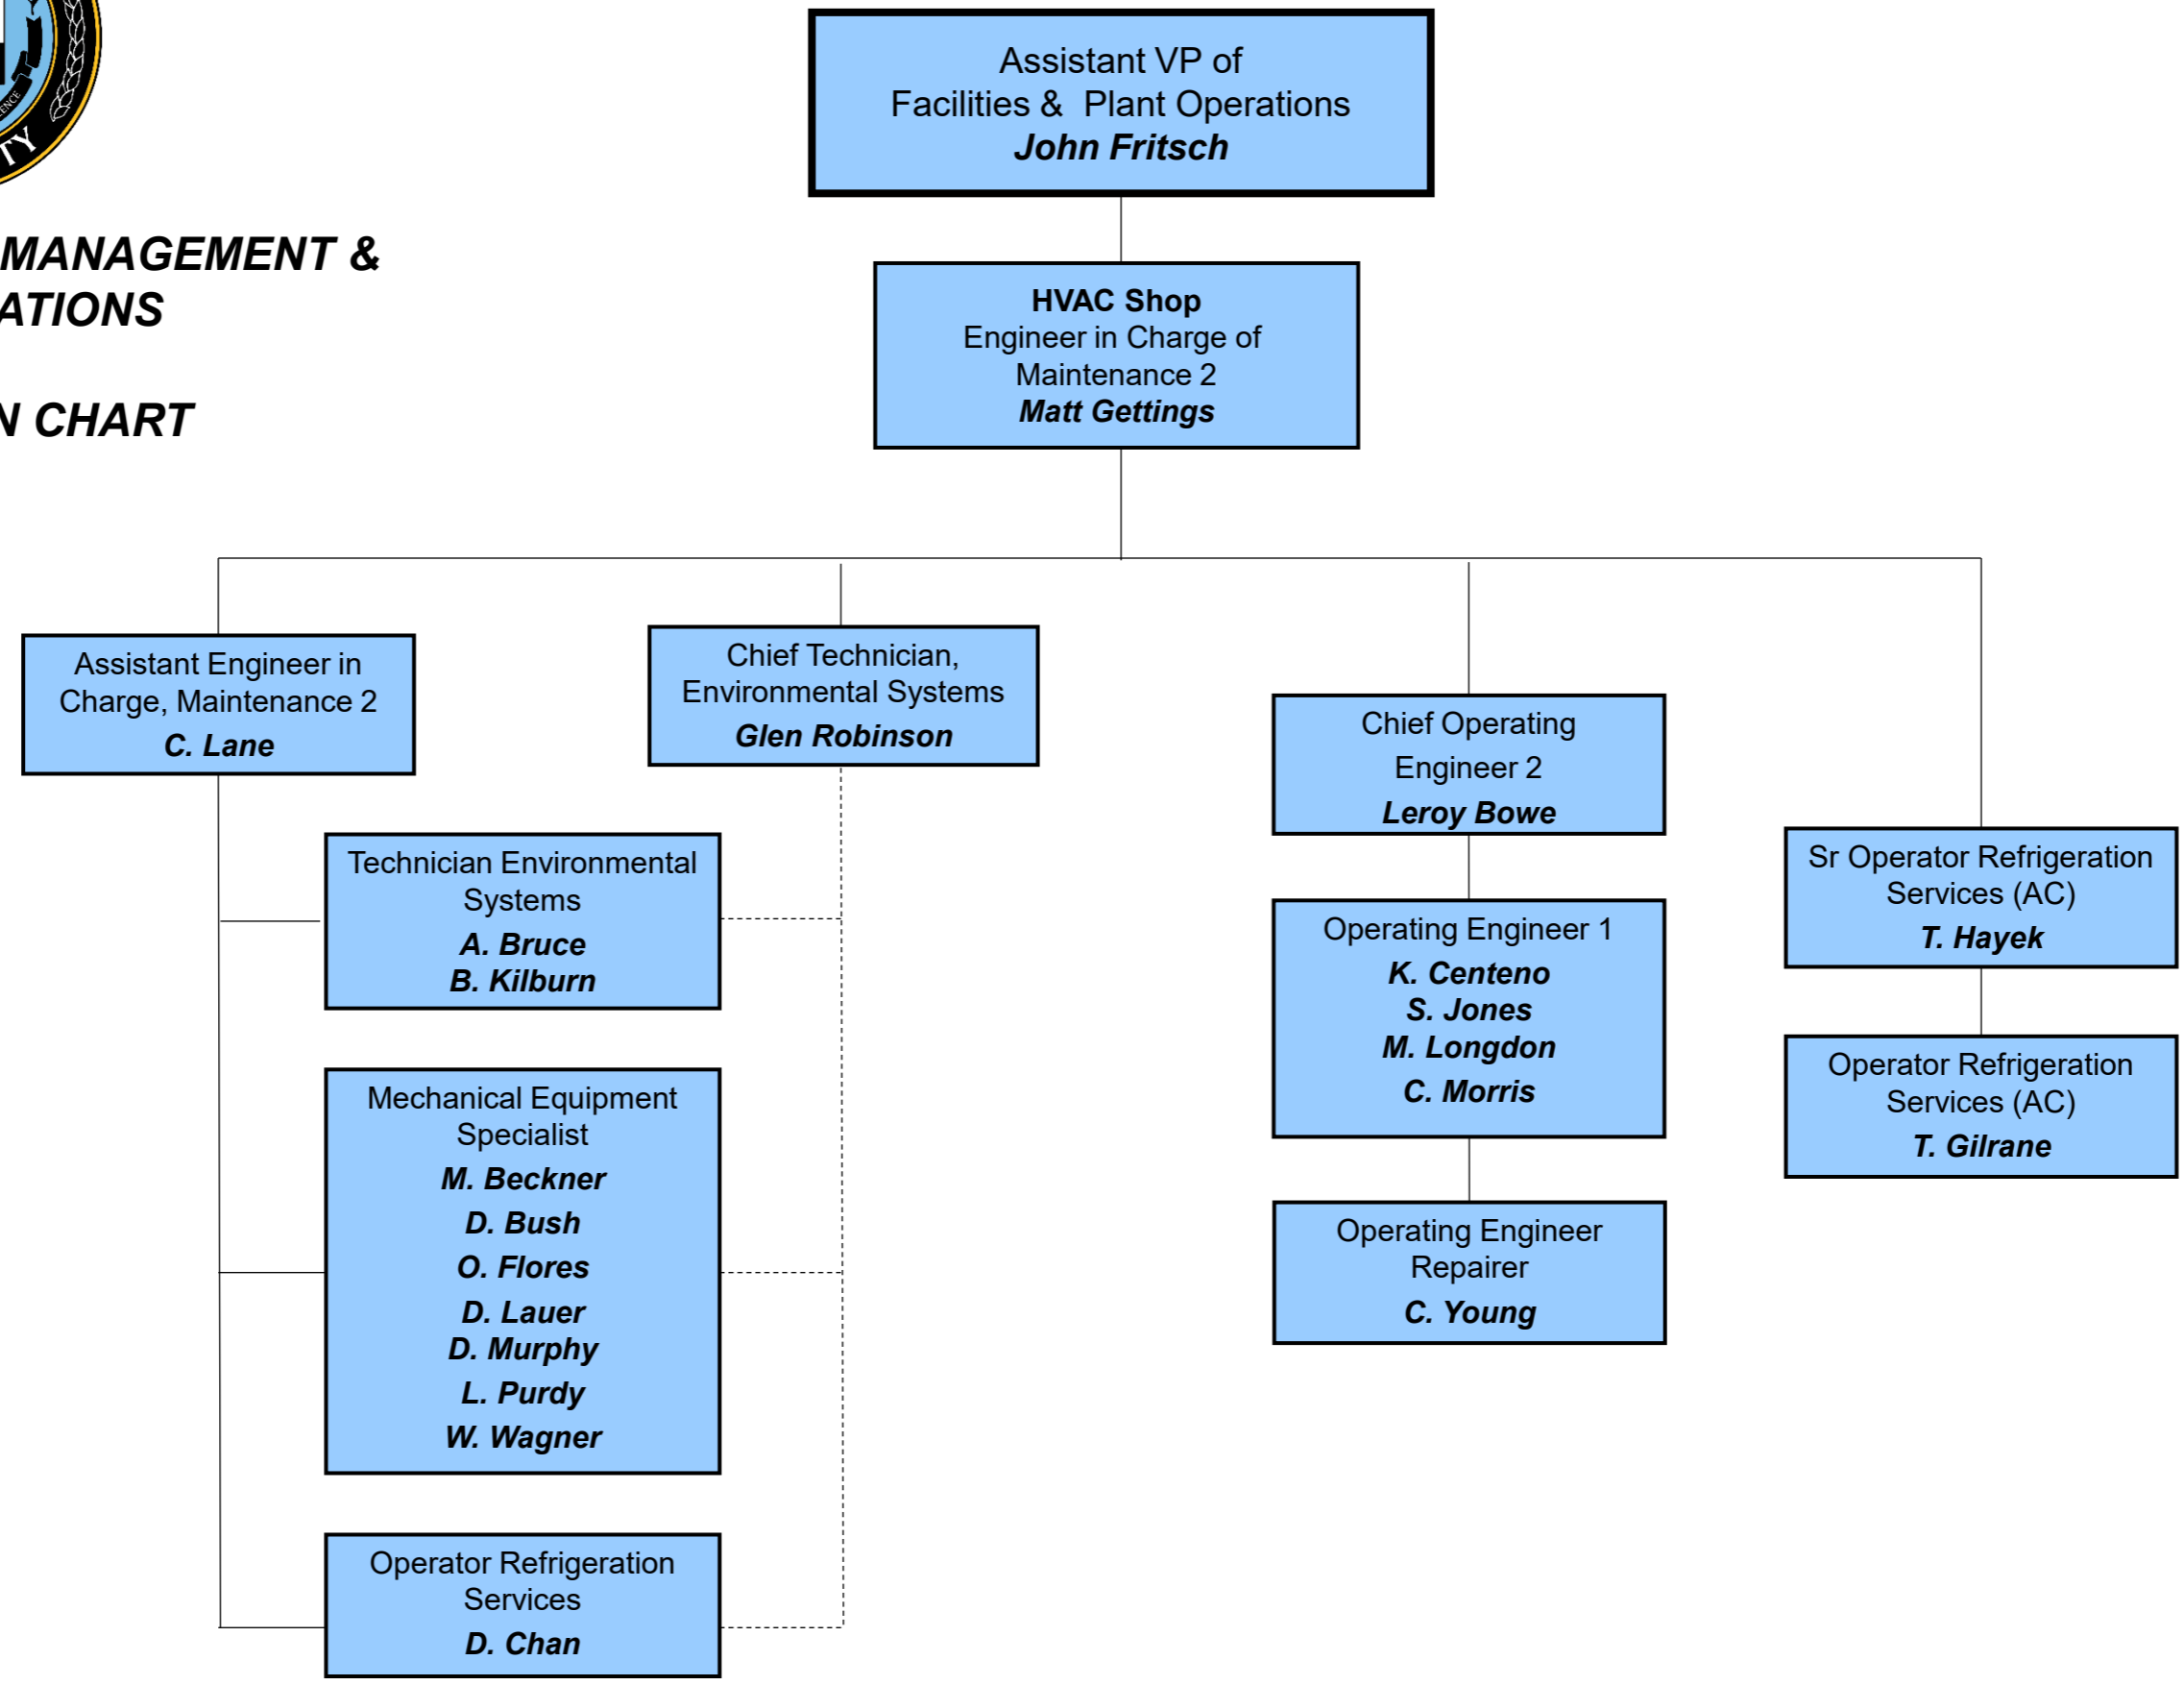 MANAGEMENT &
CHART
Assistant VP of
Facilities & Plant Operations
John Fritsch
HVAC Shop
Engineer in Charge of
Maintenance 2
Matt Gettings
Assistant Engineer in
Charge, Maintenance 2
C. Lane
Chief Technician,
Environmental Systems
Glen Robinson
Technician Environmental
Systems
A. Bruce
B. Kilburn
Mechanical Equipment
Specialist
M. Beckner
D. Bush
O. Flores
D. Lauer
D. Murphy
L. Purdy
W. Wagner
Operator Refrigeration
Services
D. Chan
Chief Operating
Engineer 2
Leroy Bowe
Operating Engineer 1
K. Centeno
S. Jones
M. Longdon
C. Morris
Operating Engineer
Repairer
C. Young
Sr Operator Refrigeration
Services (AC)
T. Hayek
Operator Refrigeration
Services (AC)
T. Gilrane